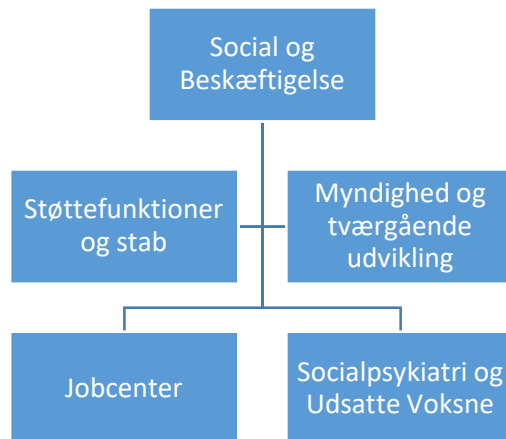 Social og
Beskæftigelse
Støttefunktioner
og stab
Myndighed og
tværgående
udvikling
Jobcenter
Socialpsykiatri og
Udsatte Voksne